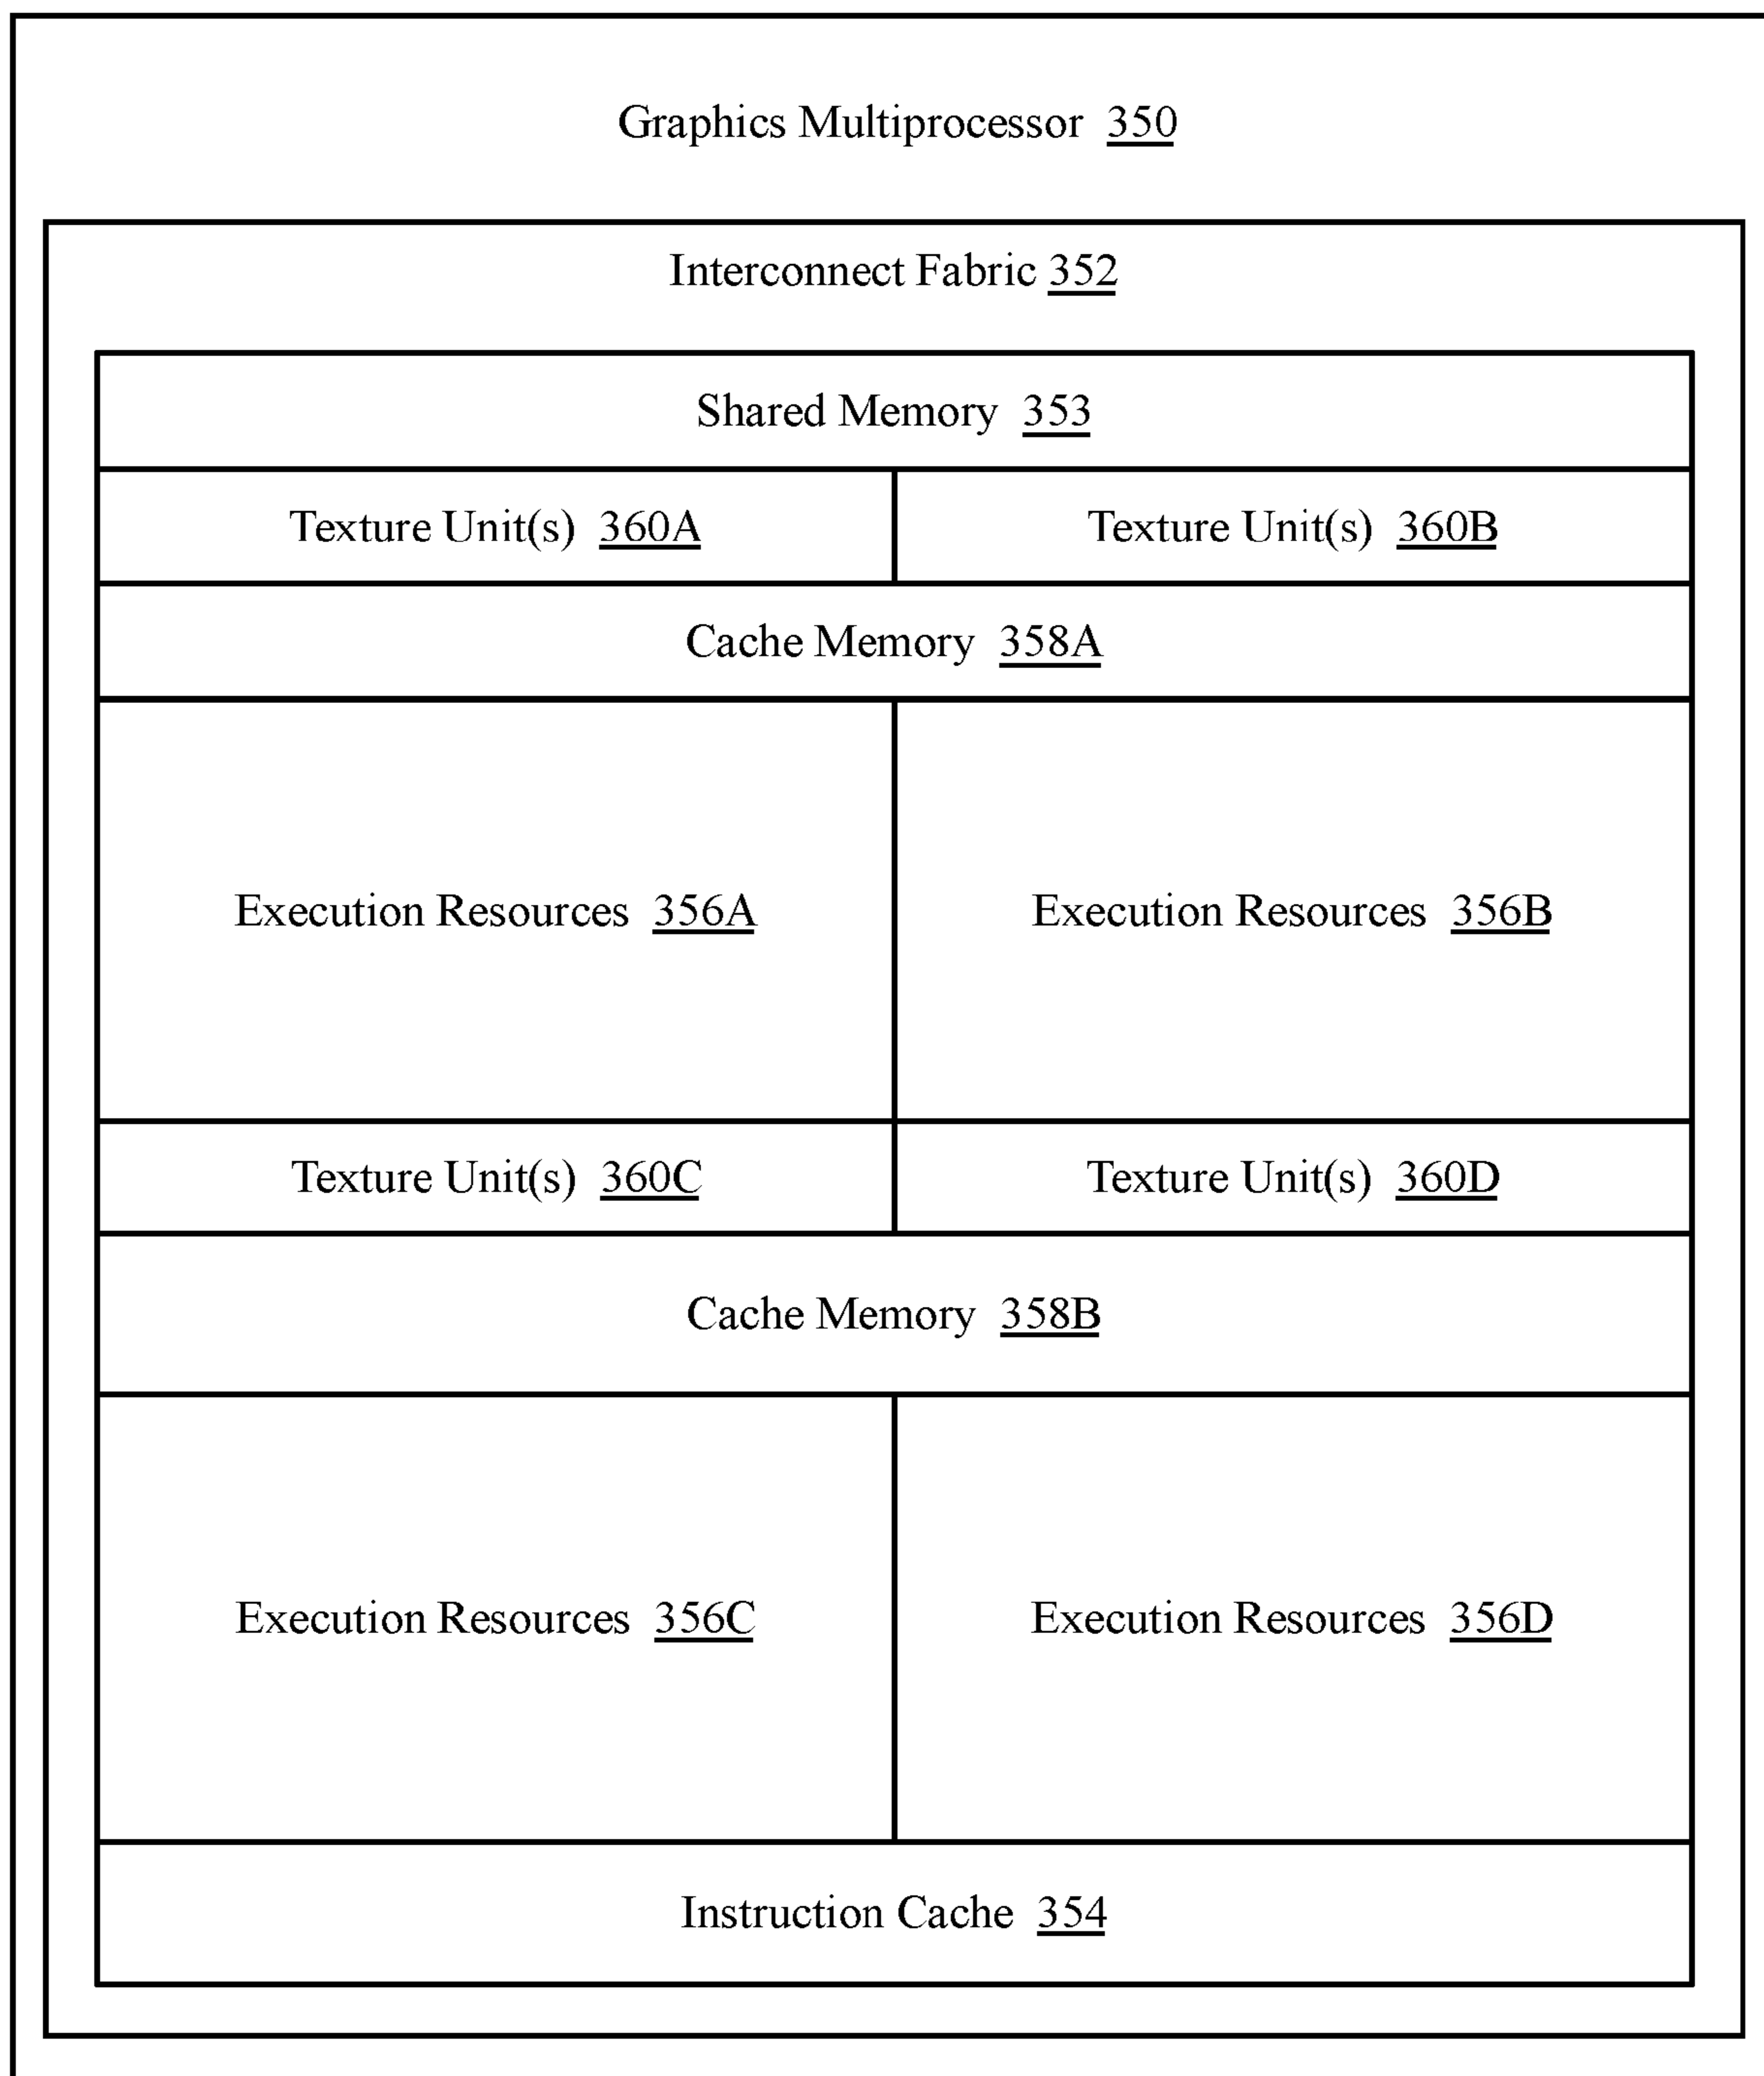 Graphics Multiprocessor 350
Interconnect Fabric 352
Shared Memory 353
Texture Unit(s) 360A
Texture Unit(s) 360B
Cache Memory 358A
Execution Resources 356A
Execution Resources 356B
Texture Unit(s) 360C
Texture Unit(s) 360D
Cache Memory 358B
Execution Resources 356C
Execution Resources 356D
Instruction Cache 354